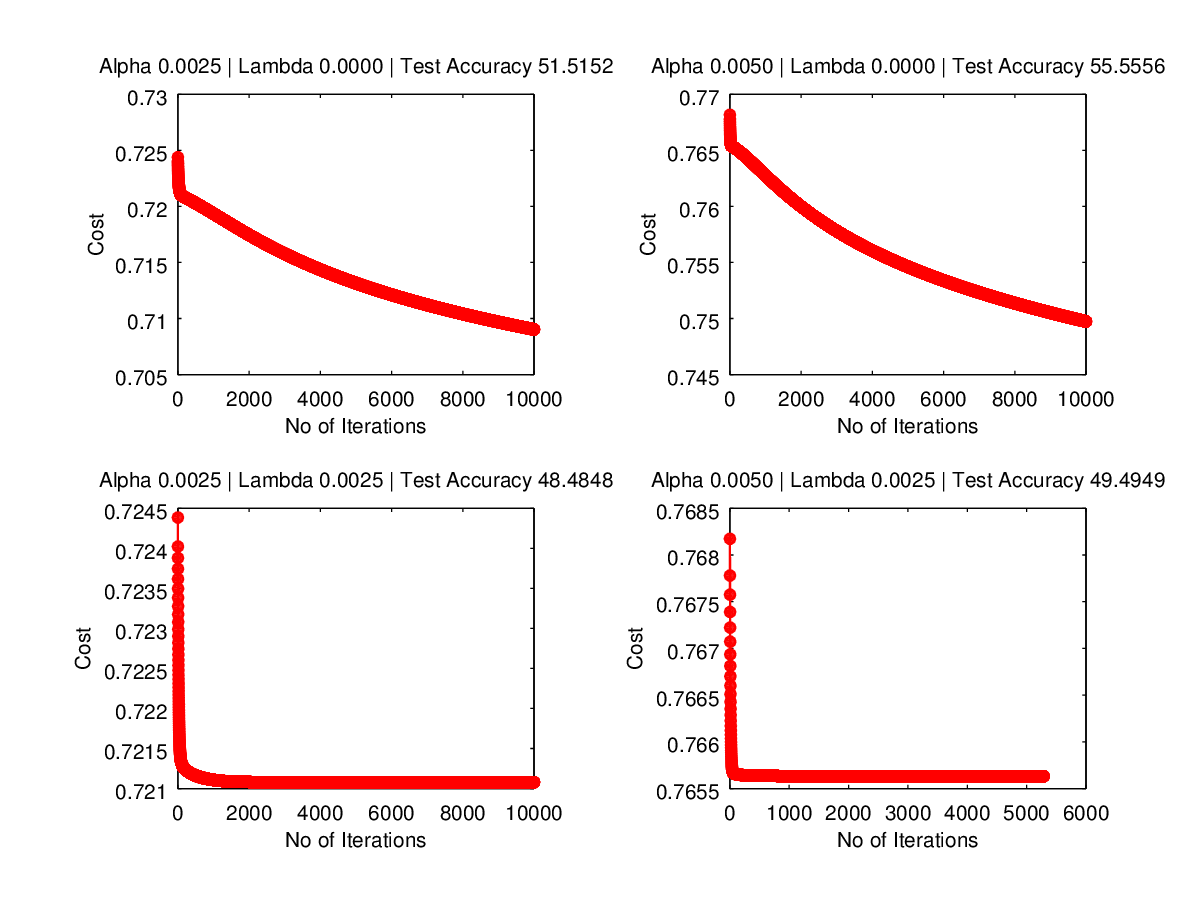 Alpha 0.0025 | Lambda 0.0000 | Test Accuracy 51.5152
0.73
0.725
0.72
0.715
0.71
0.705
Cost
0 2000 4000 6000 8000 10000
No of Iterations
Alpha 0.0050 | Lambda 0.0000 | Test Accuracy 55.5556
0.77
0.765
0.76
0.755
0.75
0.745
Cost
0 2000 4000 6000 8000 10000
No of Iterations
Alpha 0.0025 | Lambda 0.0025 | Test Accuracy 48.4848
0.7245
0.724
0.7235
0.723
0.7225
0.722
0.7215
0.721
Cost
0 2000 4000 6000 8000 10000
No of Iterations
Alpha 0.0050 | Lambda 0.0025 | Test Accuracy 49.4949
0.7685
0.768
0.7675
0.767
0.7665
0.766
0.7655
Cost
0 1000 2000 3000 4000 5000 6000
No of Iterations